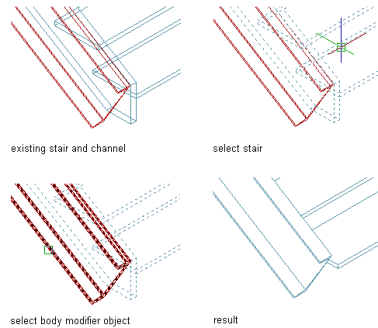 existing stair and channel
select stair
select body modifier object
result